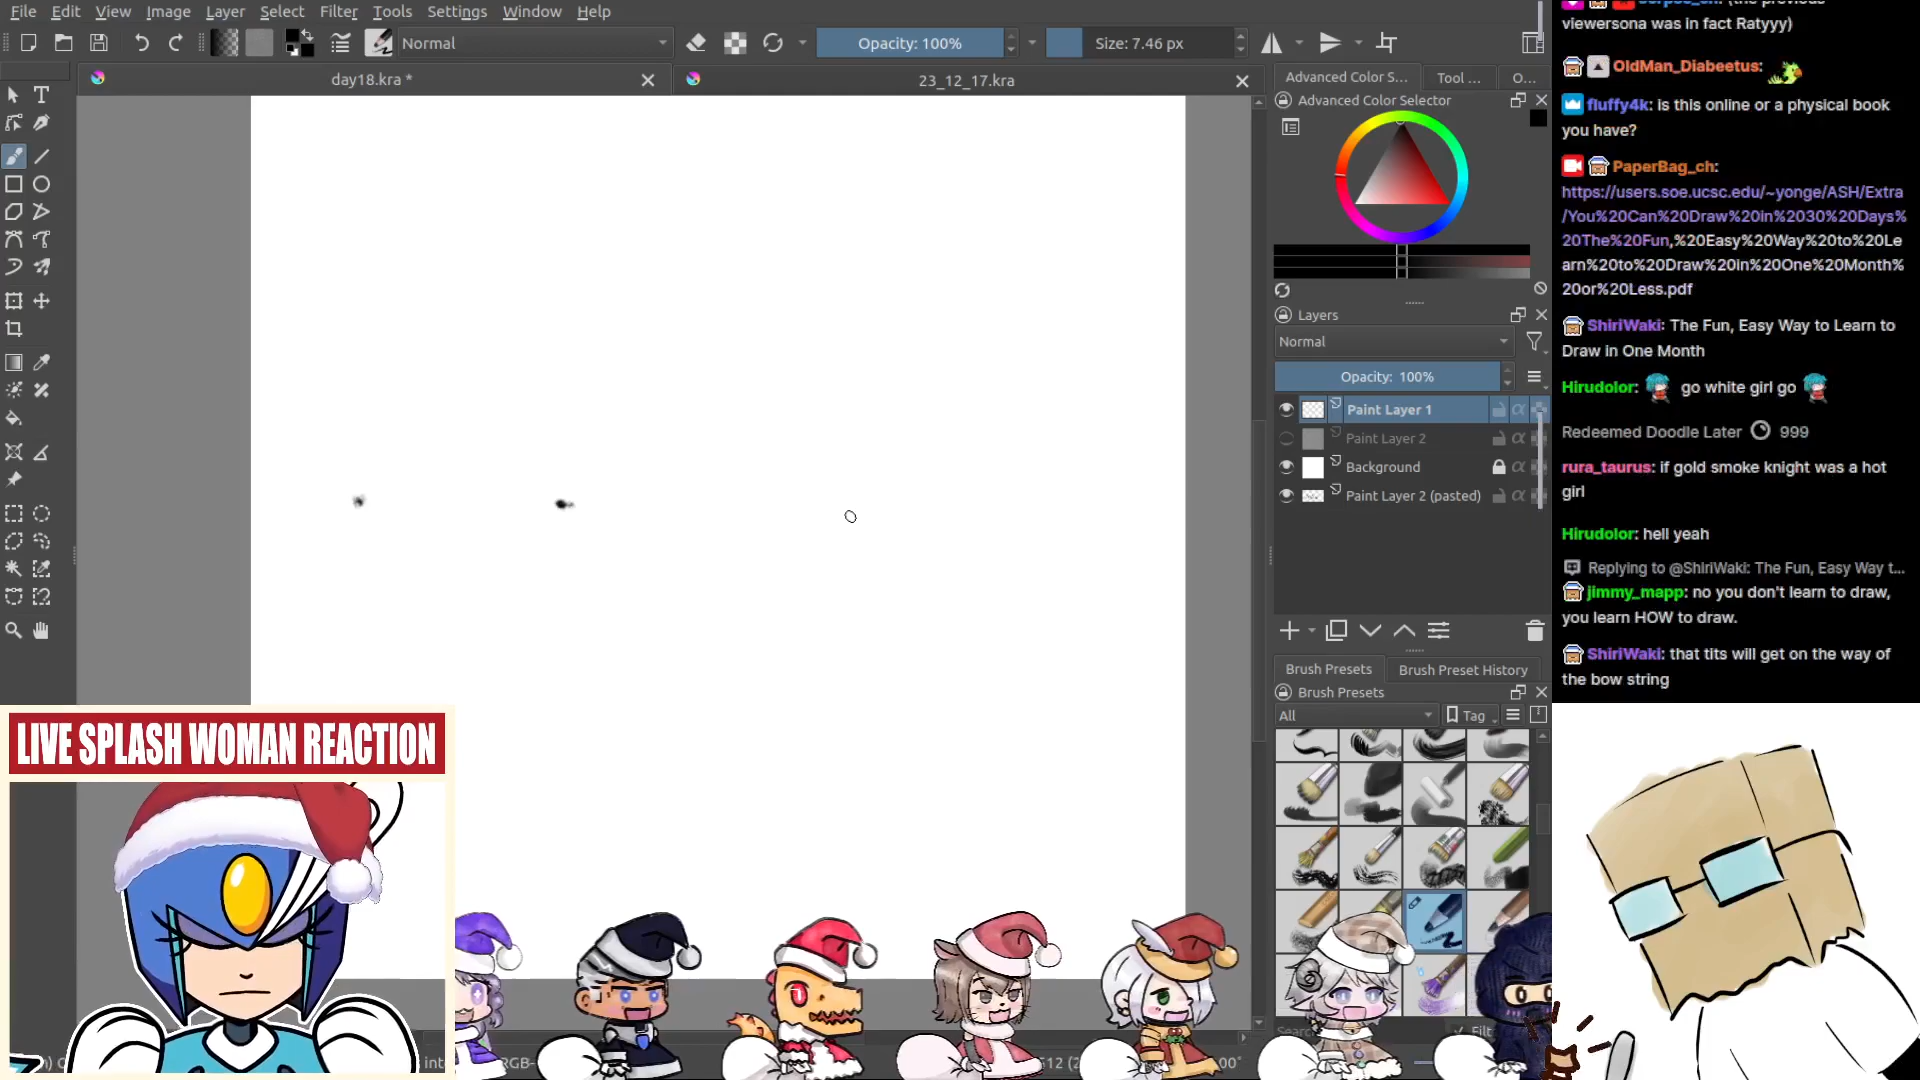 File Edit View Image Layer Select Filter Tools Settings Window Help
Normal
Opacity: 100%
Size: 7.46 px
day18.kra *
23_12_17.kra
Advanced Color S...
Tool ...
O...
Advanced Color Selector
Layers
Normal
Opacity: 100%
Paint Layer 1
Paint Layer 2
Background
Paint Layer 2 (pasted)
Brush Presets
Brush Preset History
Brush Presets
All
Tag
(the previous
viewersona was in fact Ratyyy)
OldMan_Diabeetus:
fluffy4k: is this online or a physical book
you have?
PaperBag_ch:
https://users.soe.ucsc.edu/~yonge/ASH/Extra
/You%20Can%20Draw%20in%2030%20Days%
20The%20Fun,%20Easy%20Way%20to%20Le
arn%20to%20Draw%20in%20One%20Month%
20or%20Less.pdf
ShiriWaki: The Fun, Easy Way to Learn to
Draw in One Month
Hirudolor: go white girl go
Redeemed Doodle Later 999
rura_taurus: if gold smoke knight was a hot
girl
Hirudolor: hell yeah
Replying to @ShiriWaki: The Fun, Easy Way t...
jimmy_mapp: no you don't learn to draw,
you learn HOW to draw.
ShiriWaki: that tits will get on the way of
the bow string
LIVE SPLASH WOMAN REACTION